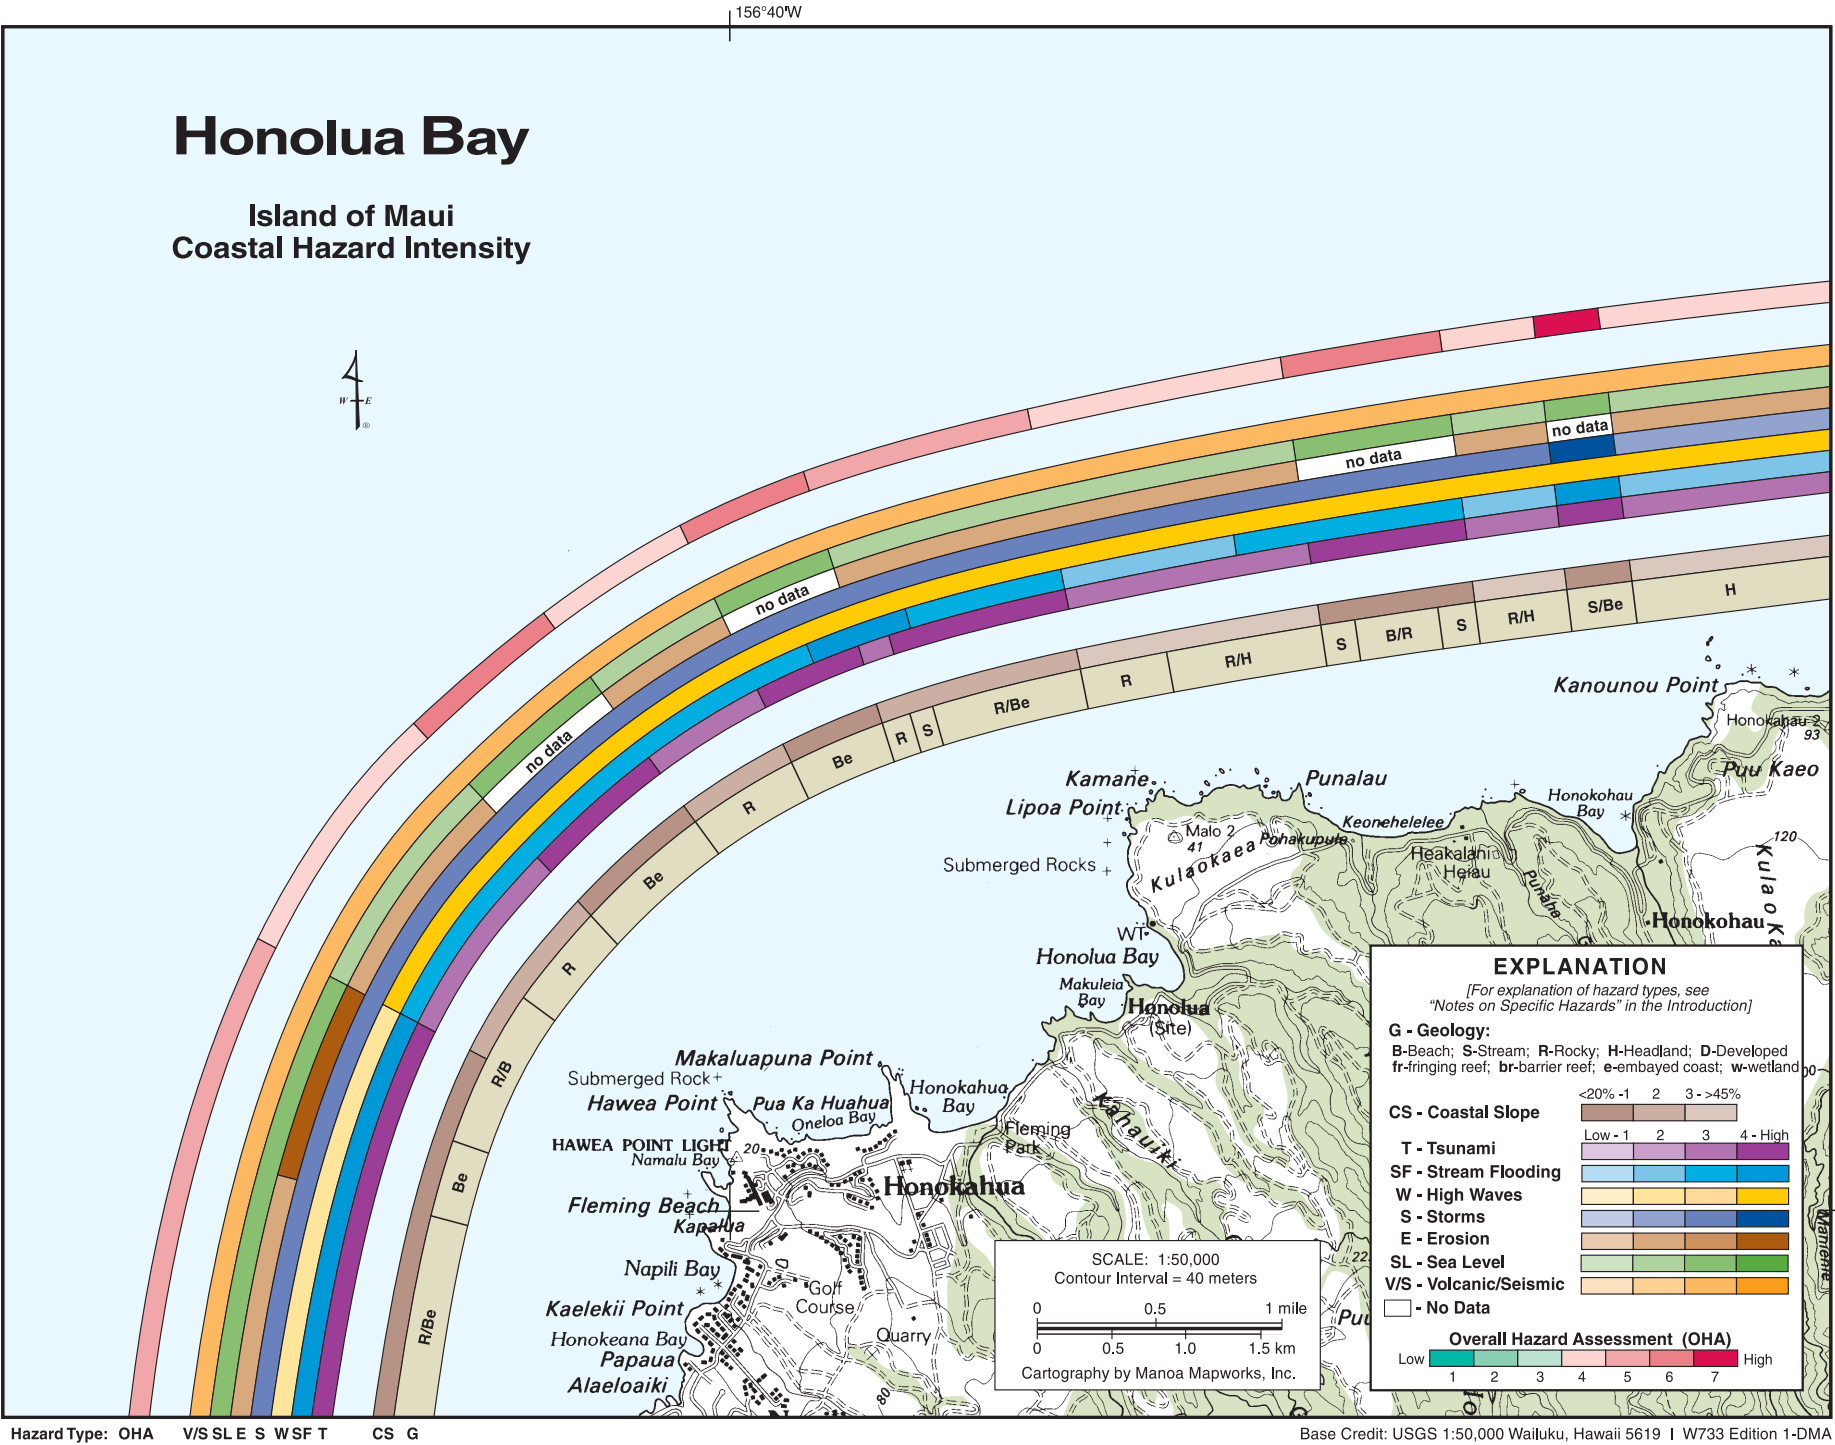 156°40'W
Honolua Bay
Island of Maui
Coastal Hazard Intensity
W E
®
no data
no data
no data
no data
H
S/Be
R/H
S
B/R
S
R/H
R
R/Be
S
R
Be
R
Be
R
R/B
Be
R/Be
Kanounou Point
Honokahau 2
93
Puu Kaeo
Kamane
Punalau
Lipoa Point
Honokohau
Bay
Keonehelelee
Malo 2
41
Pohakupule
120
Submerged Rocks
Kulaokaea
Heakalani
Heiau
Punahe
Kulaoka
WT
Honokohau
G
Honolua Bay
Makuleia
Bay
Honolua
(Site)
Makaluapuna Point
Submerged Rock
Honokahua
Bay
Hawea Point
Pua Ka Huahua
Oneloa Bay
Kahauiki
Fleming
Park
HAWEA POINT LIGHT
20
Namalu Bay
Honokahua
Fleming Beach
Kapalua
Napili Bay
Golf
Course
Kaelekii Point
Quarry
Honokeana Bay
Papaua
Alaeloaiki
80
Puu
G
SCALE: 1:50,000
Contour Interval = 40 meters
0 0.5 1 mile
0 0.5 1.0 1.5 km
Cartography by Manoa Mapworks, Inc.
EXPLANATION
[For explanation of hazard types, see
“Notes on Specific Hazards” in the Introduction]
G - Geology:
B-Beach; S-Stream; R-Rocky; H-Headland; D-Developed
fr-fringing reef; br-barrier reef; e-embayed coast; w-wetland
<20% -1 2 3 - >45%
CS - Coastal Slope
Low - 1 2 3 4 - High
T - Tsunami
SF - Stream Flooding
W - High Waves
S - Storms
E - Erosion
SL - Sea Level
V/S - Volcanic/Seismic
- No Data
Overall Hazard Assessment (OHA)
Low High
1 2 3 4 5 6 7
Hazard Type: OHA V/S SL E S W SF T CS G
Base Credit: USGS 1:50,000 Wailuku, Hawaii 5619 I W733 Edition 1-DMA